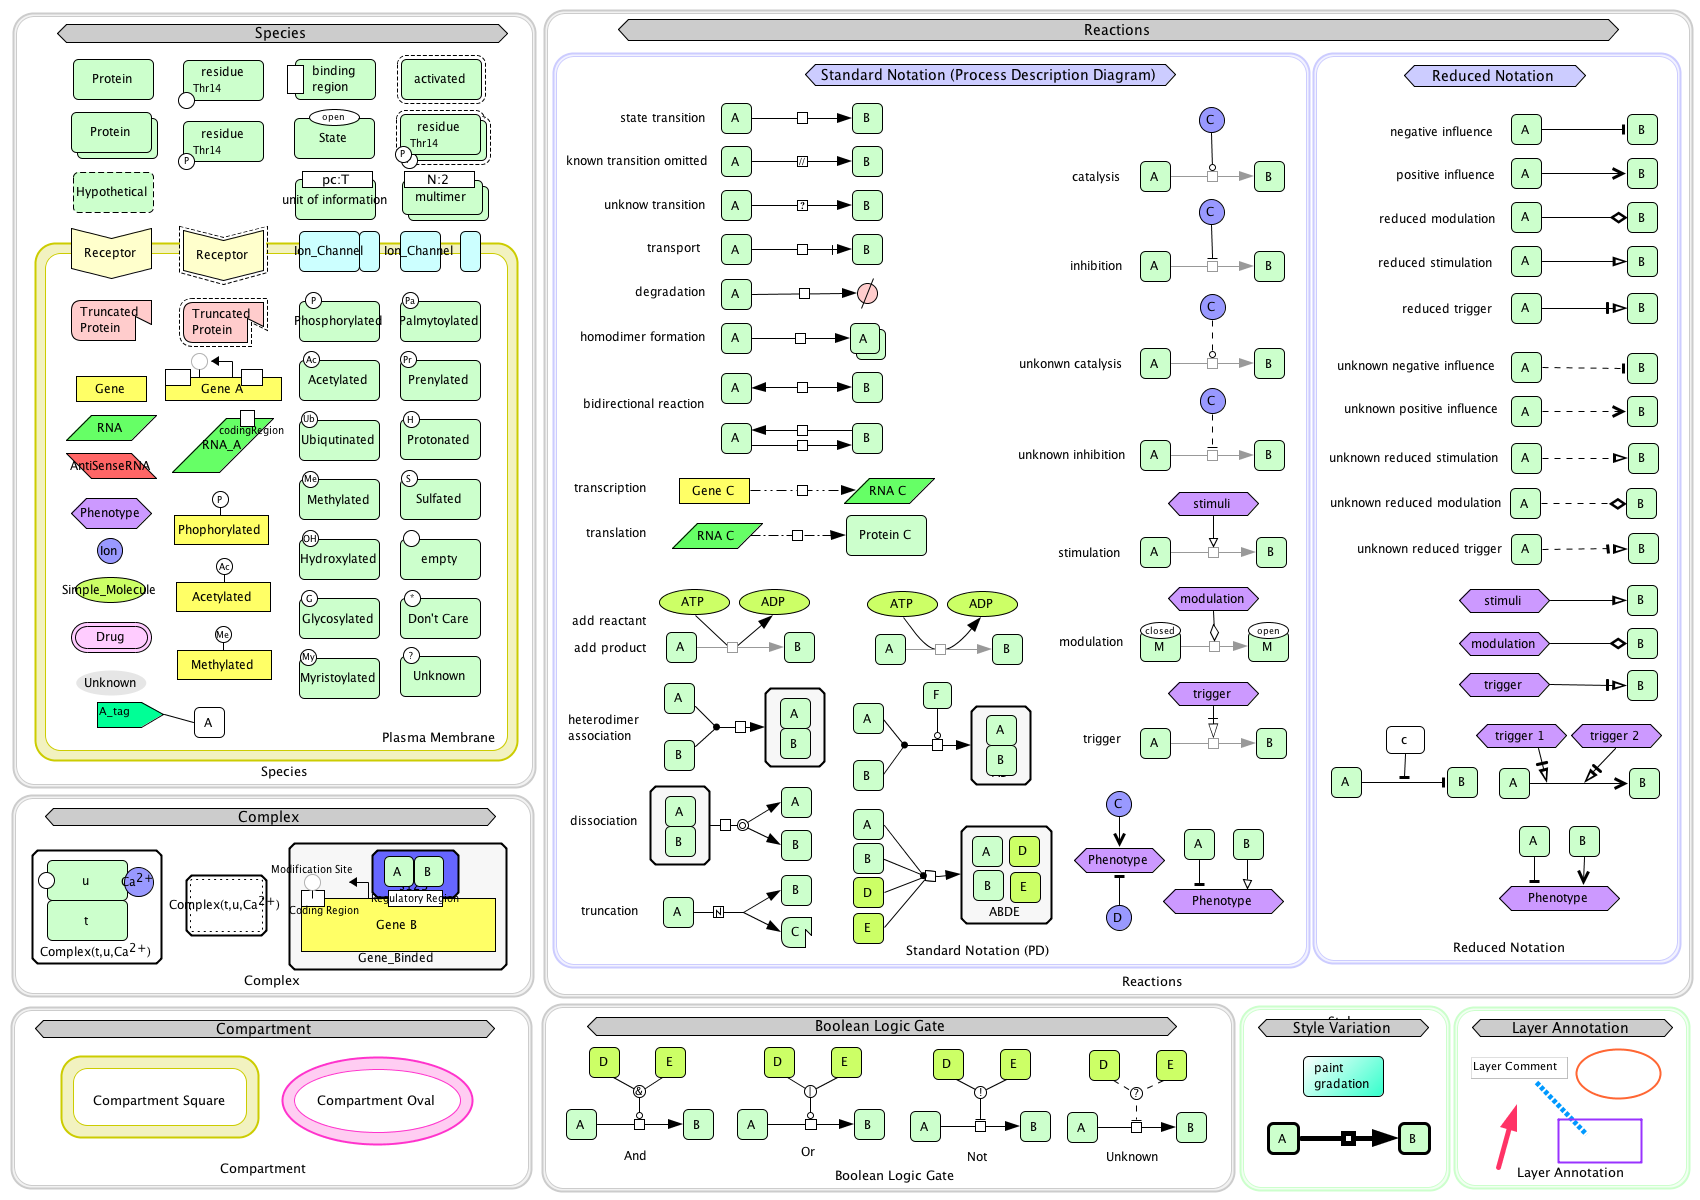 Species
Protein
residue
Thr14
binding
region
activated
Protein
residue
Thr14
P
open
State
residue
Thr14
P
Hypothetical
pc:T
unit of information
N:2
multimer
Receptor
Receptor
Ion_Channel
Ion_Channel
Truncated
Protein
Truncated
Protein
P
Phosphorylated
Pa
Palmytoylated
Gene
Gene A
Ac
Acetylated
Pr
Prenylated
RNA
codingRegion
RNA_A
Ub
Ubiqutinated
H
Protonated
AntiSenseRNA
Me
Methylated
S
Sulfated
Phenotype
P
Phophorylated
Ion
OH
Hydroxylated
empty
Simple_Molecule
Ac
Acetylated
G
Glycosylated
*
Don't Care
Drug
Me
Methylated
My
Myristoylated
?
Unknown
Unknown
A_tag
A
Plasma Membrane
Species
Complex
u
Ca2+
t
Complex(t,u,Ca2+)
Complex(t,u,Ca2+)
Modification Site
A
B
Regulatory Region
Coding Region
Gene B
Gene_Binded
Complex
Compartment
Compartment Square
Compartment Oval
Compartment
Reactions
Standard Notation (Process Description Diagram)
state transition
A
B
known transition omitted
A
//
B
unknow transition
A
?
B
transport
A
B
degradation
A
homodimer formation
A
A
bidirectional reaction
A
B
A
B
transcription
Gene C
RNA C
translation
RNA C
Protein C
add reactant
add product
ATP
ADP
A
B
ATP
ADP
A
B
heterodimer
association
A
B
A
B
A
F
B
A
B
dissociation
A
B
A
B
truncation
A
N
B
C
A
B
D
E
A
D
B
E
ABDE
Standard Notation (PD)
catalysis
C
A
B
inhibition
C
A
B
unkonwn catalysis
C
A
B
unknown inhibition
C
A
B
stimulation
stimuli
A
B
modulation
modulation
closed
M
open
M
trigger
trigger
A
B
C
Phenotype
D
A
B
Phenotype
Reactions
Reduced Notation
negative influence
A
B
positive influence
A
B
reduced modulation
A
B
reduced stimulation
A
B
reduced trigger
A
B
unknown negative influence
A
B
unknown positive influence
A
B
unknown reduced stimulation
A
B
unknown reduced modulation
A
B
unknown reduced trigger
A
B
stimuli
B
modulation
B
trigger
B
c
A
B
trigger 1
trigger 2
A
B
A
B
Phenotype
Reduced Notation
Boolean Logic Gate
D
E
&
A
B
And
D
E
|
A
B
Or
D
E
!
A
B
Not
D
E
?
A
B
Unknown
Boolean Logic Gate
Style Variation
paint
gradation
A
B
Layer Annotation
Layer Comment
Layer Annotation